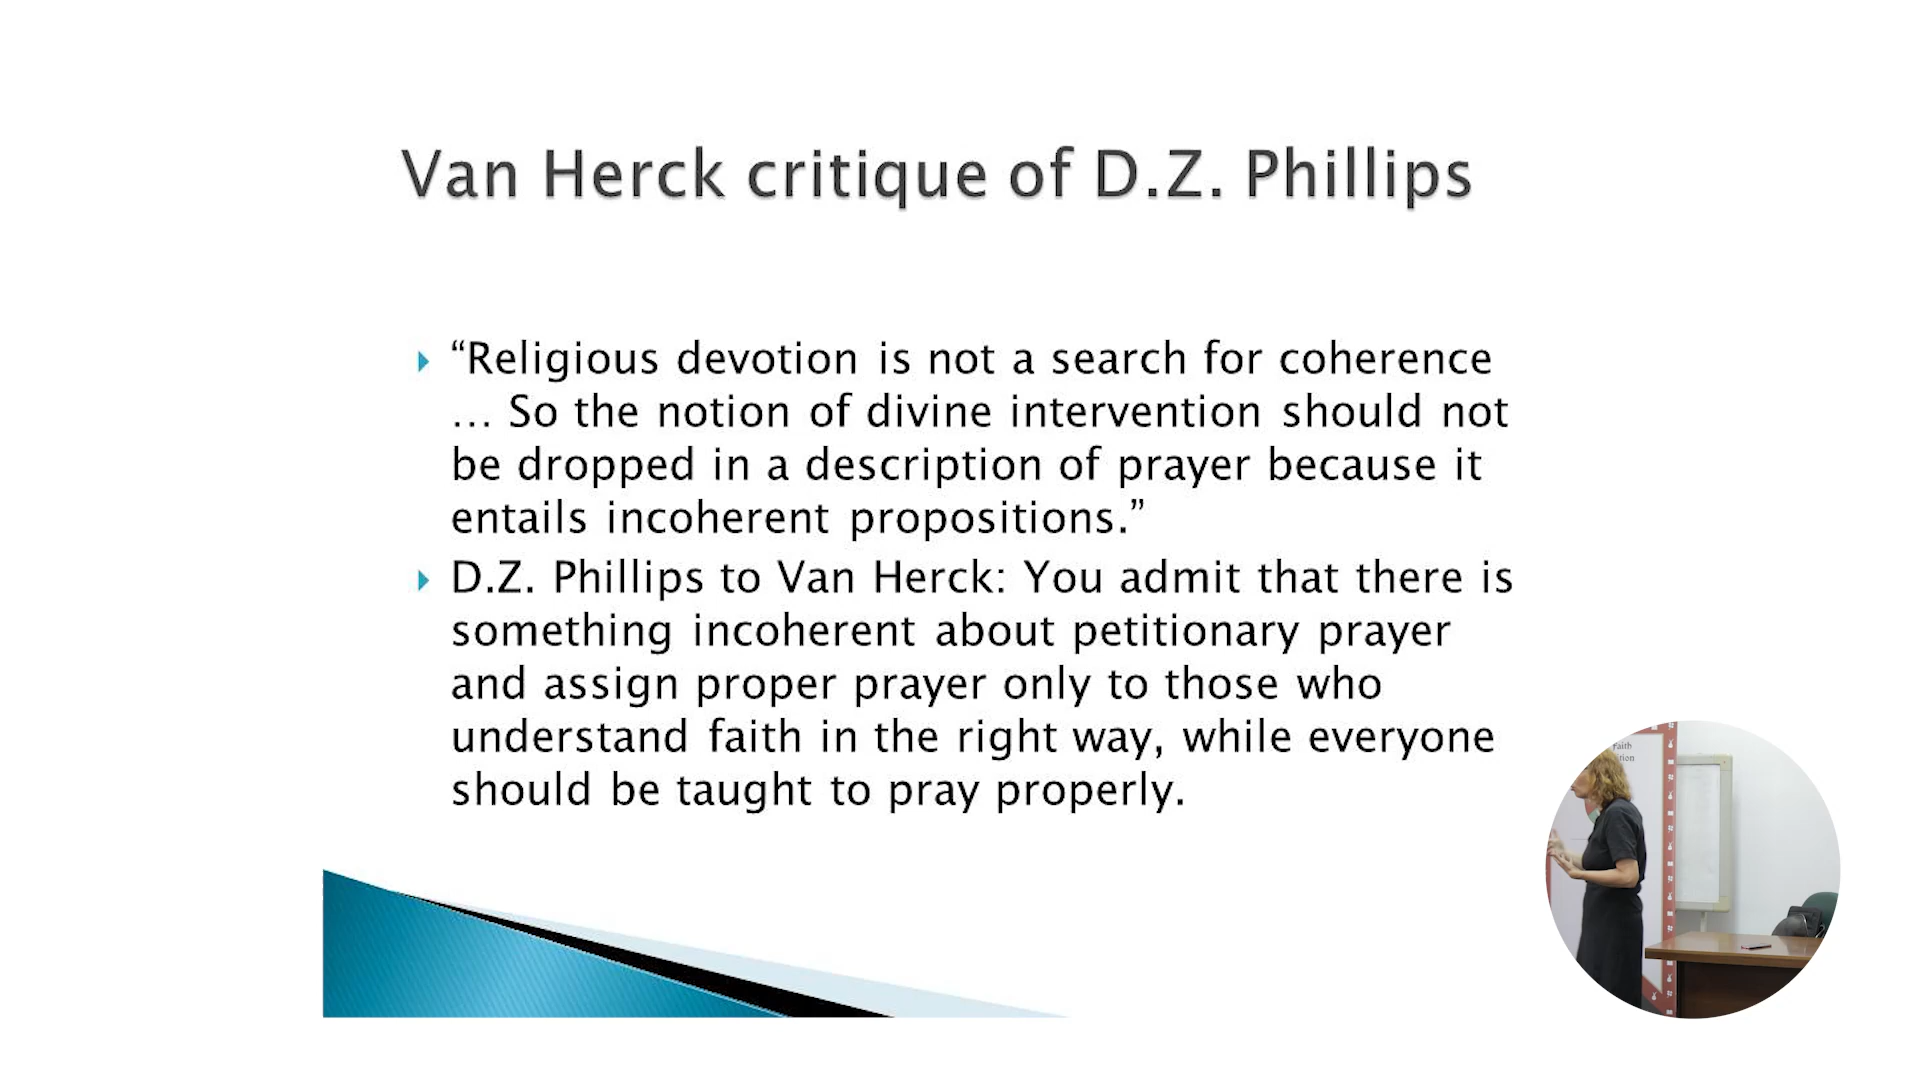 Van Herck critique of D.Z. Phillips
“Religious devotion is not a search for coherence
… So the notion of divine intervention should not
be dropped in a description of prayer because it
entails incoherent propositions.”
D.Z. Phillips to Van Herck: You admit that there is
something incoherent about petitionary prayer
and assign proper prayer only to those who
understand faith in the right way, while everyone
should be taught to pray properly.
Faith